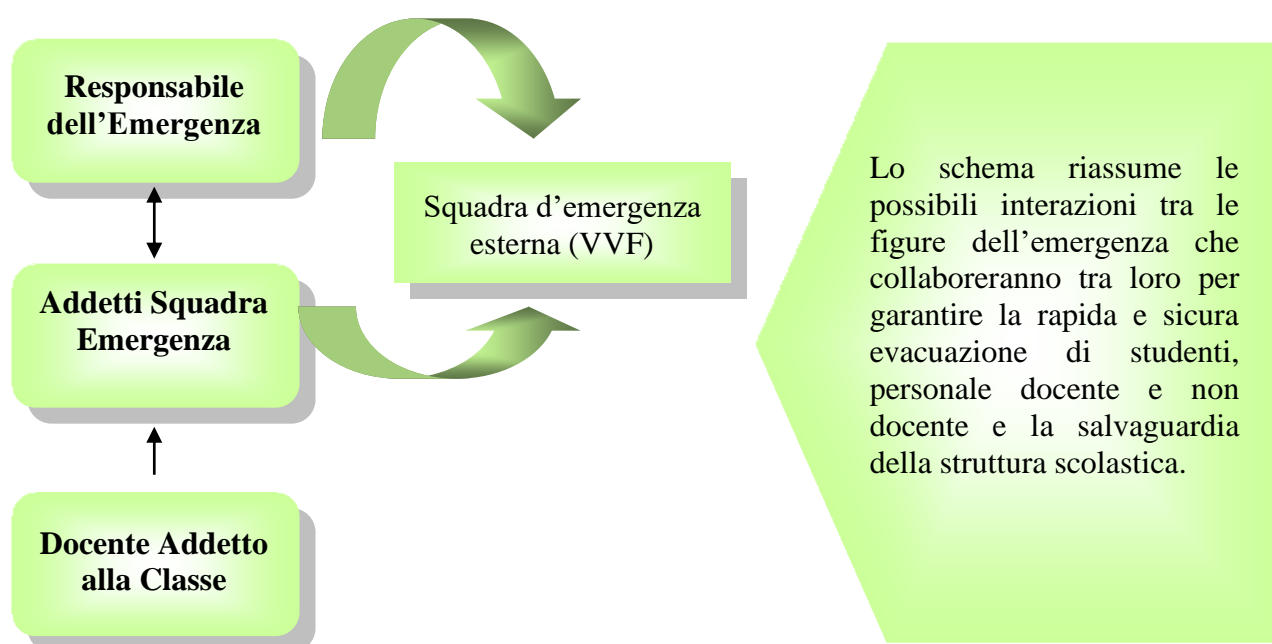 Responsabile
dell’Emergenza
Squadra d’emergenza
esterna (VVF)
Addetti Squadra
Emergenza
Docente Addetto
alla Classe
Lo schema riassume le
possibili interazioni tra le
figure dell’emergenza che
collaboreranno tra loro per
garantire la rapida e sicura
evacuazione di studenti,
personale docente e non
docente e la salvaguardia
della struttura scolastica.